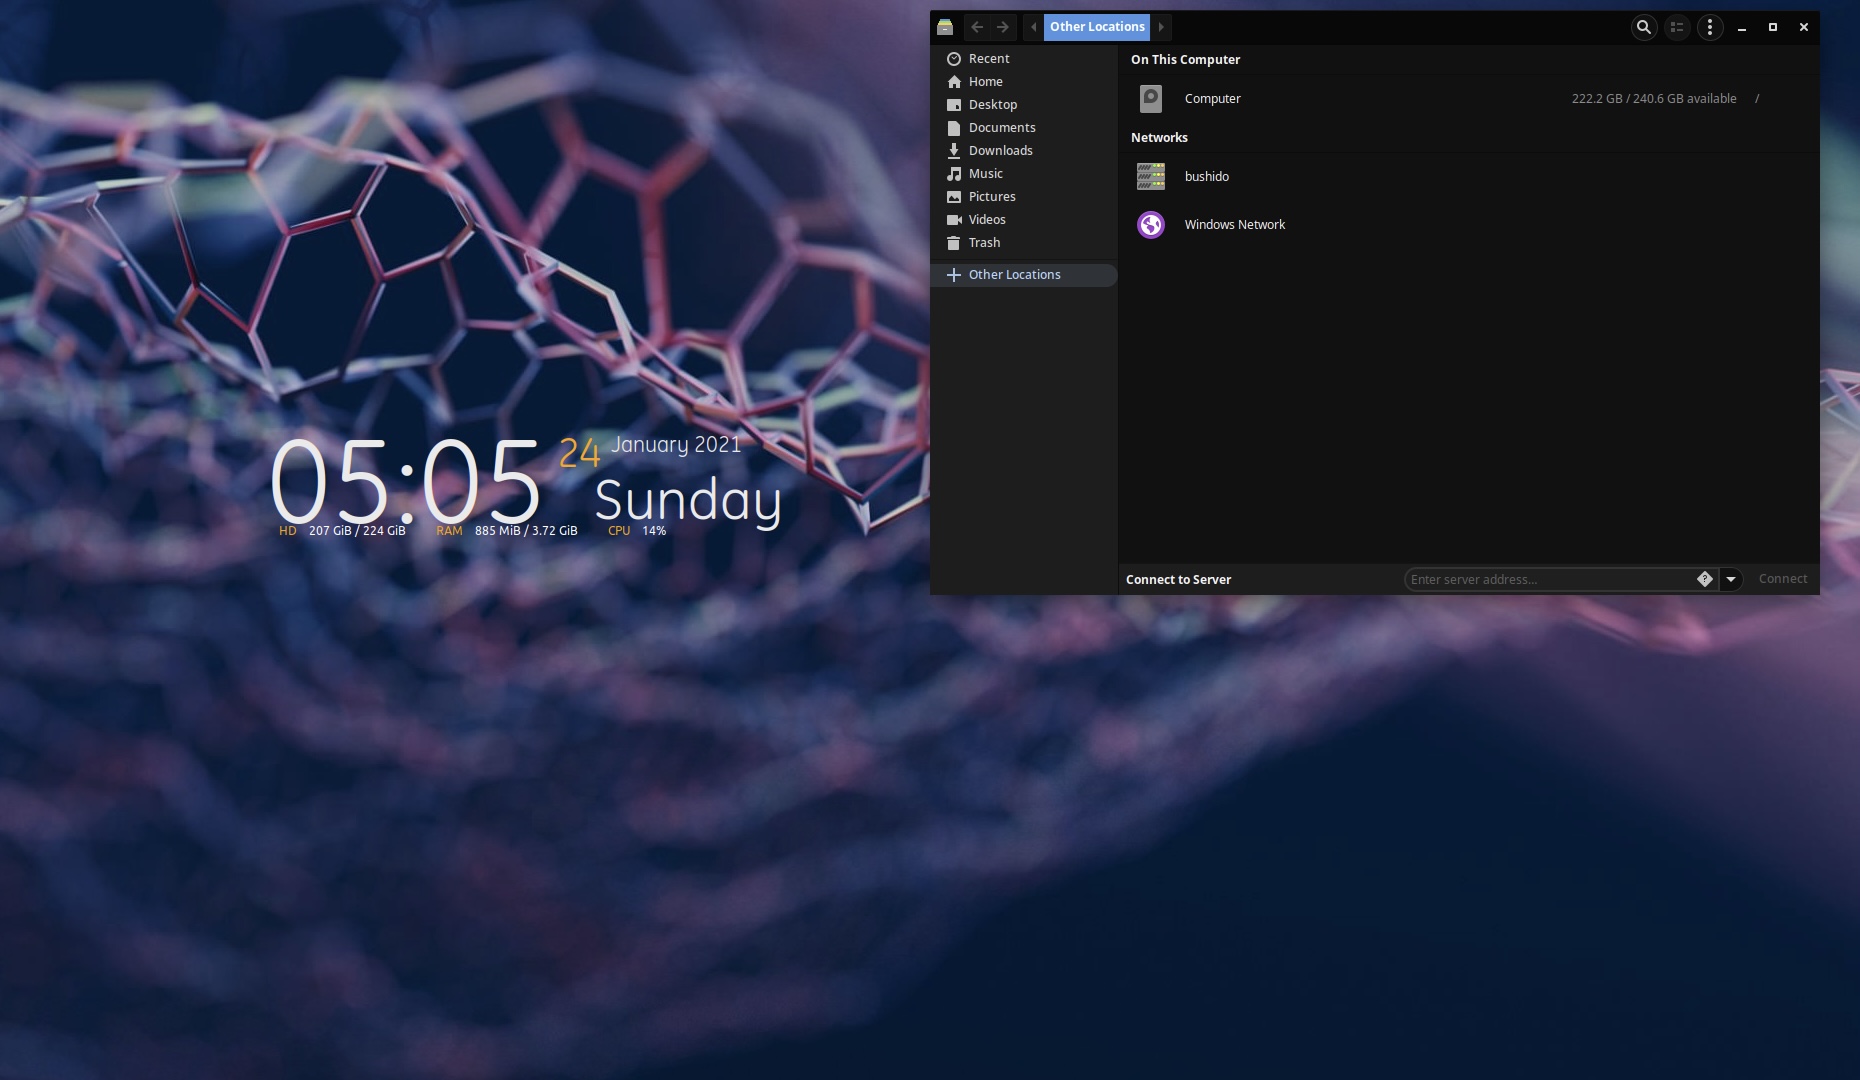 Other Locations
Recent
Home
Desktop
Documents
Downloads
Music
Pictures
Videos
Trash
Other Locations
On This Computer
Computer 222.2 GB / 240.6 GB available /
Networks
bushido
Windows Network
Connect to Server Enter server address... Connect
05:05 24 January 2021
Sunday
HD 207 GiB / 224 GiB RAM 885 MiB / 3.72 GiB CPU 14%